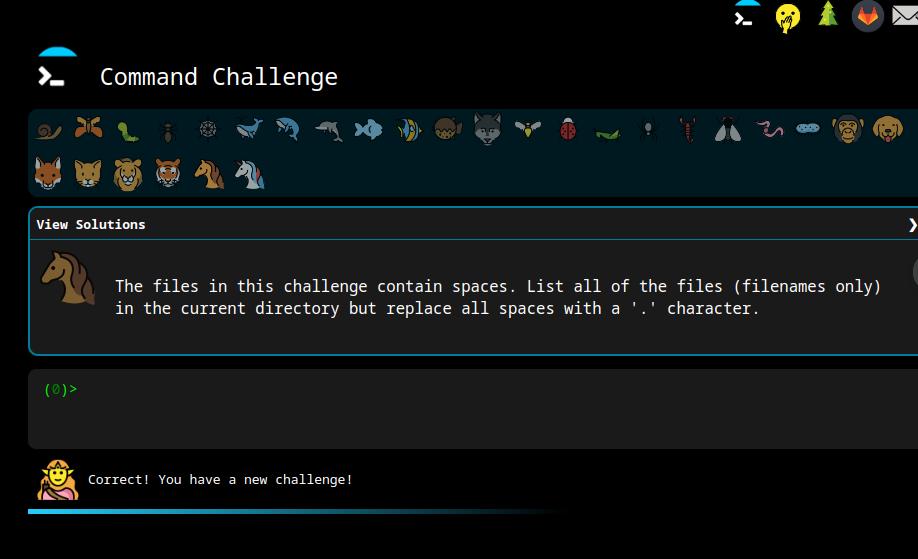 Command Challenge
View Solutions
The files in this challenge contain spaces. List all of the files (filenames only)
in the current directory but replace all spaces with a '.' character.
(0)>
Correct! You have a new challenge!